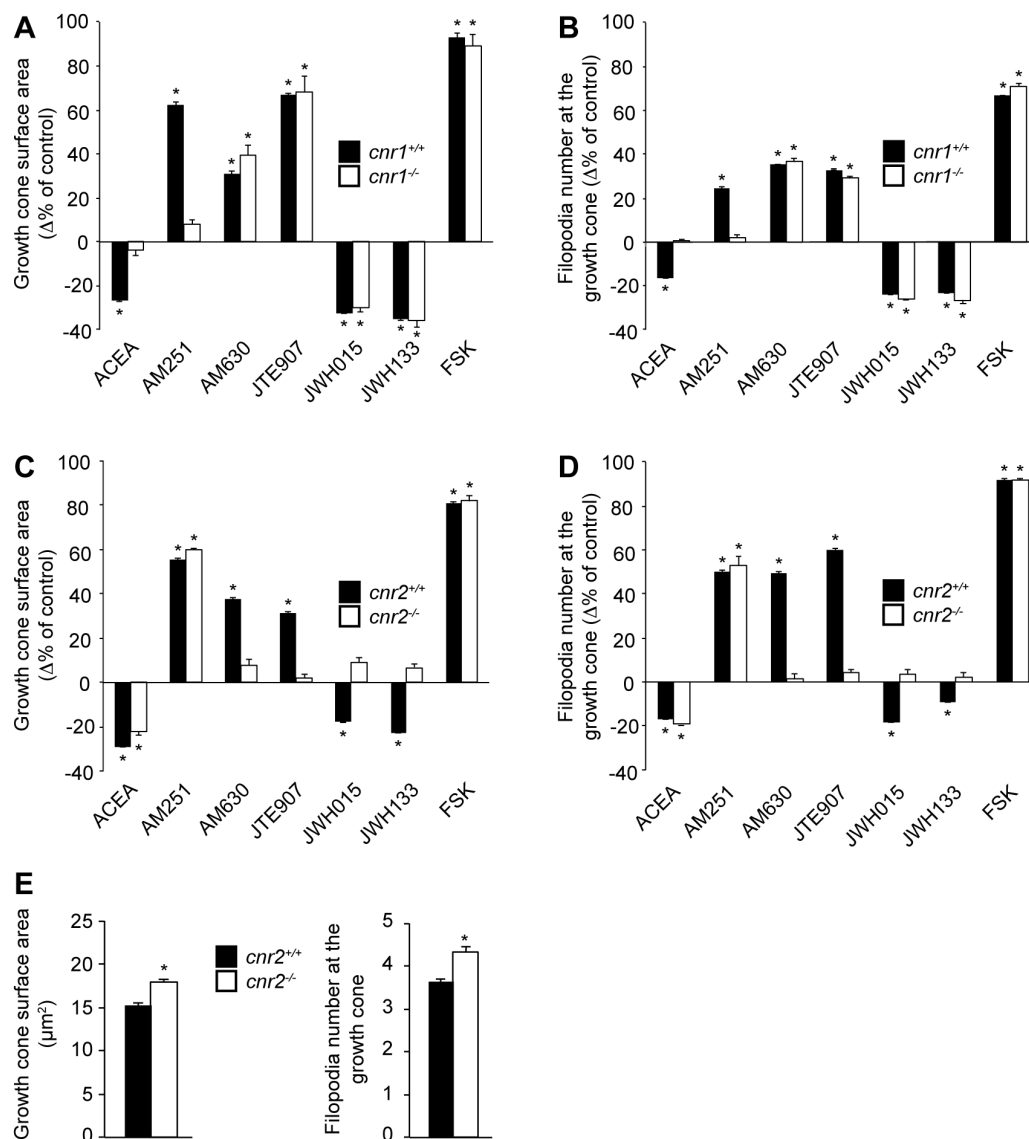 A
Growth cone surface area
(Δ% of control)
100
80
60
40
20
0
-20
-40
* * * * * * * * * * * * *
cnr1+/+
cnr1-/-
ACEA
AM251
AM630
JTE907
JWH015
JWH133
FSK
B
Filopodia number at the
growth cone (Δ% of control)
100
80
60
40
20
0
-20
-40
* * * * * * * * * * * *
cnr1+/+
cnr1-/-
ACEA
AM251
AM630
JTE907
JWH015
JWH133
FSK
C
Growth cone surface area
(Δ% of control)
100
80
60
40
20
0
-20
-40
* * * * * * * * * *
cnr2+/+
cnr2-/-
ACEA
AM251
AM630
JTE907
JWH015
JWH133
FSK
D
Filopodia number at the
growth cone (Δ% of control)
100
80
60
40
20
0
-20
-40
* * * * * * * * * *
cnr2+/+
cnr2-/-
ACEA
AM251
AM630
JTE907
JWH015
JWH133
FSK
E
Growth cone surface area
(µm²)
25
20
15
10
5
0
*
cnr2+/+
cnr2-/-
Filopodia number at the
growth cone
5
4
3
2
1
0
*